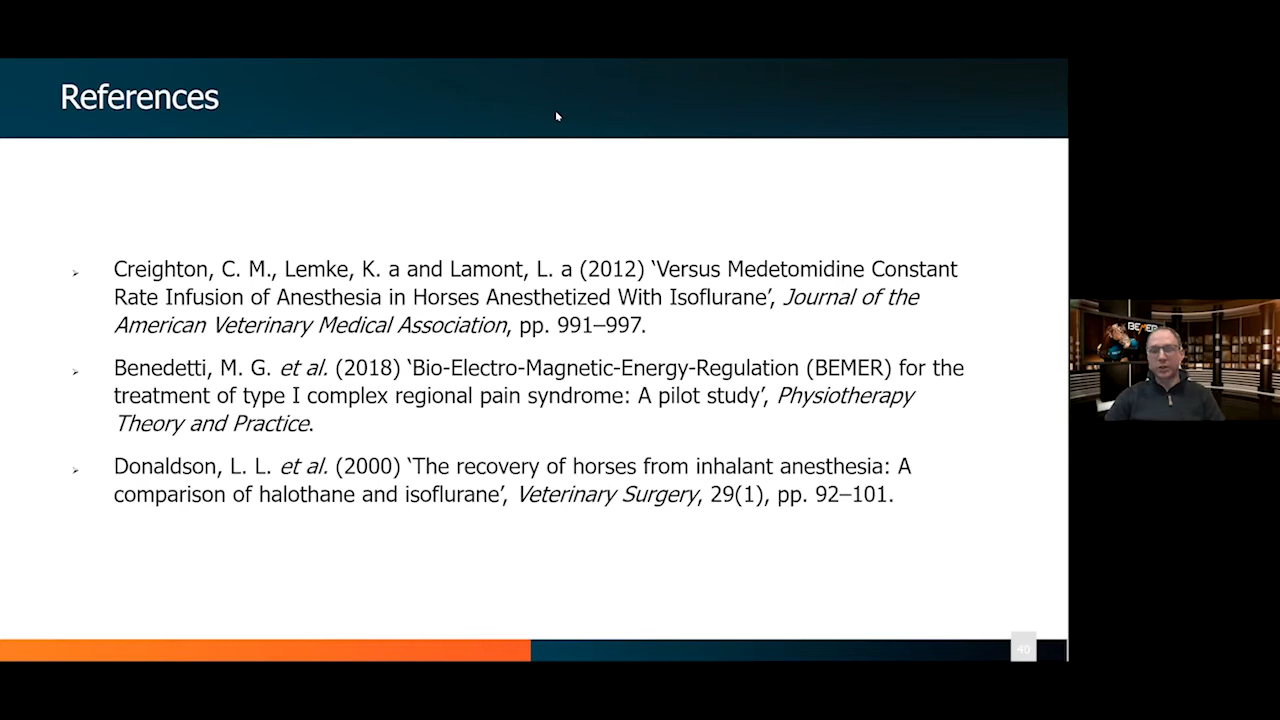 References
Creighton, C. M., Lemke, K. a and Lamont, L. a (2012) ‘Versus Medetomidine Constant
Rate Infusion of Anesthesia in Horses Anesthetized With Isoflurane’, Journal of the
American Veterinary Medical Association, pp. 991–997.
Benedetti, M. G. et al. (2018) ‘Bio-Electro-Magnetic-Energy-Regulation (BEMER) for the
treatment of type I complex regional pain syndrome: A pilot study’, Physiotherapy
Theory and Practice.
Donaldson, L. L. et al. (2000) ‘The recovery of horses from inhalant anesthesia: A
comparison of halothane and isoflurane’, Veterinary Surgery, 29(1), pp. 92–101.
40
BEMER